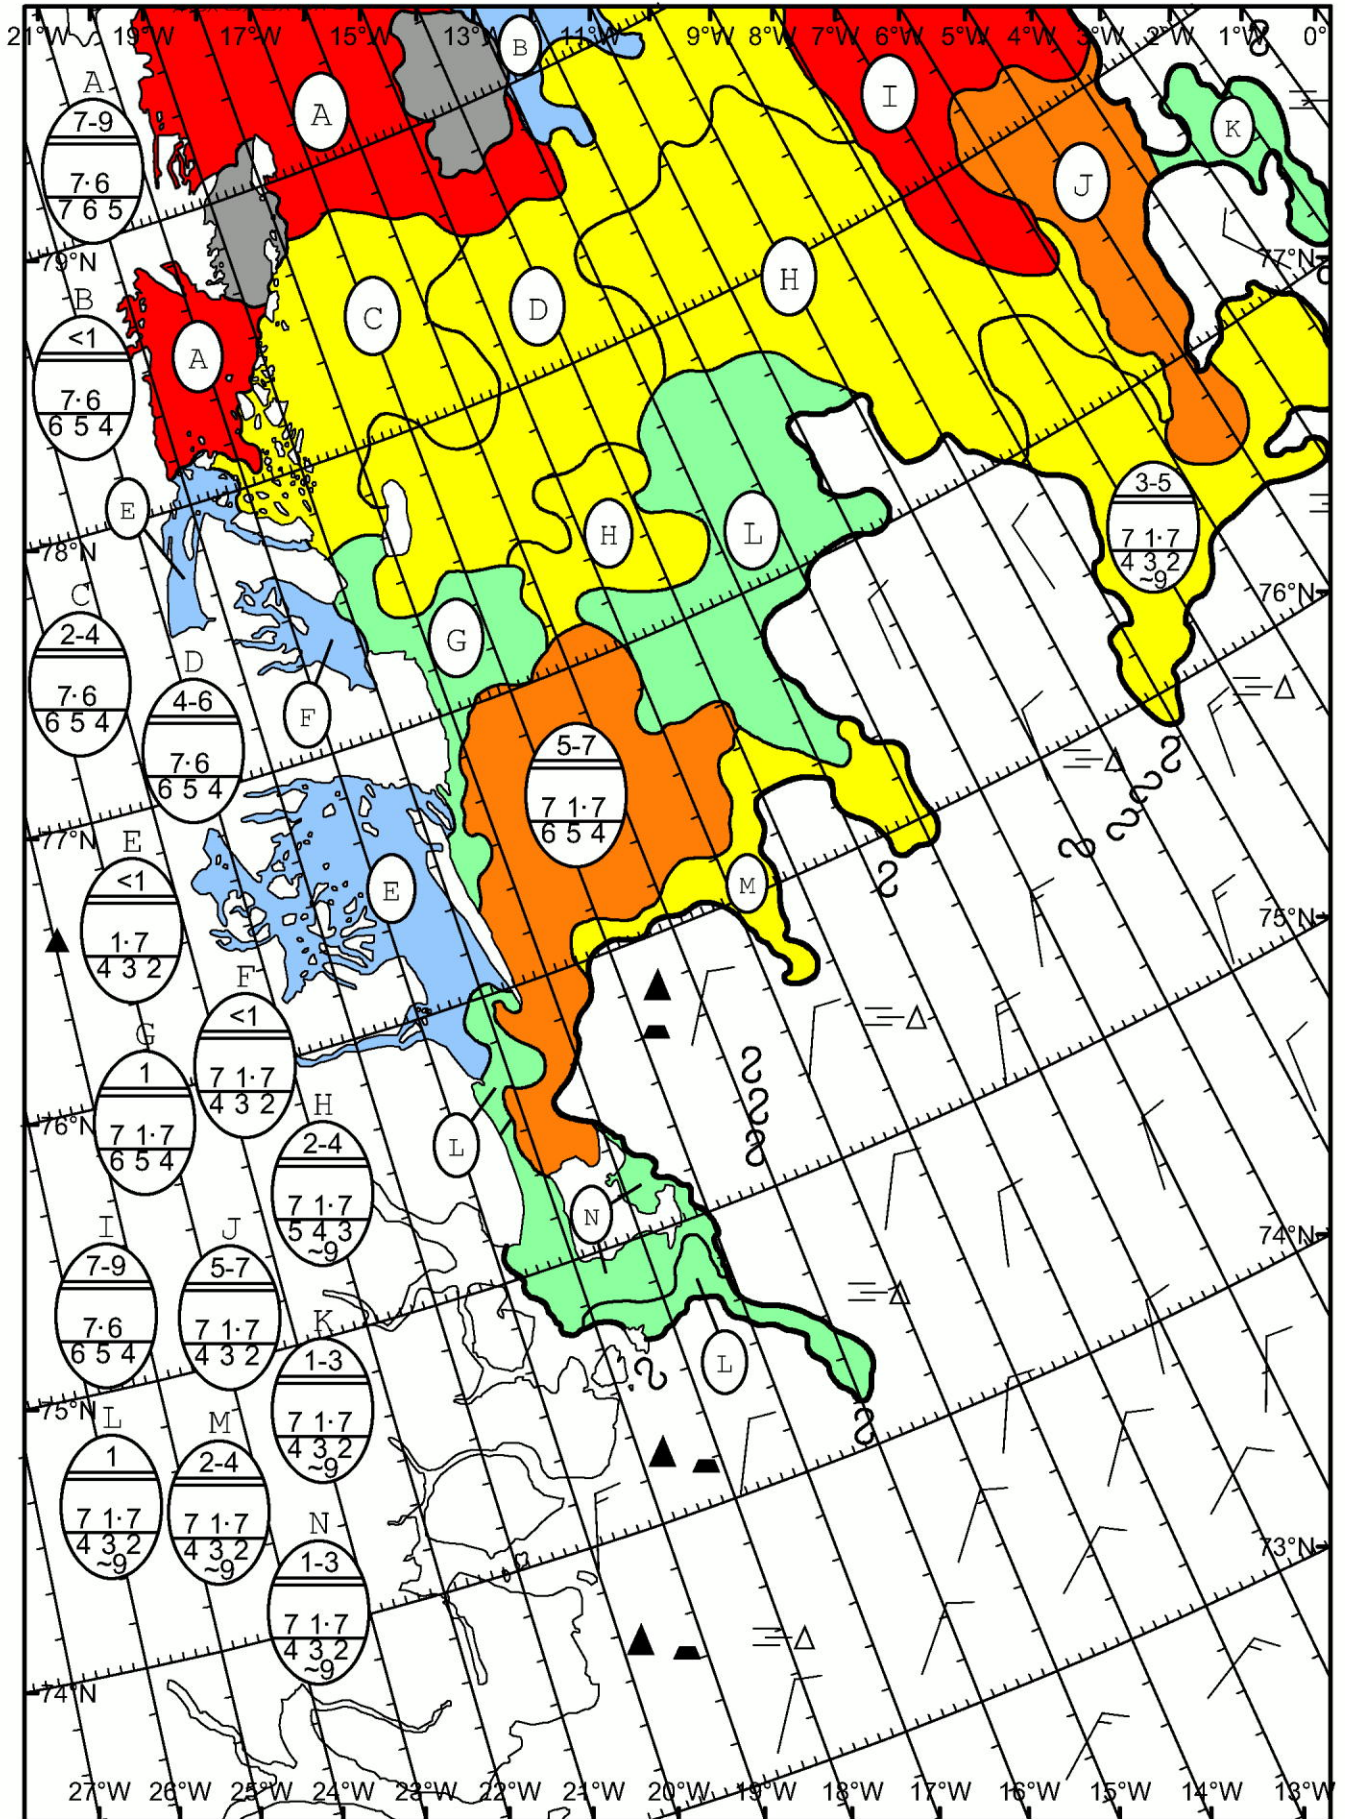 21°W 19°W 17°W 15°W 13°W 11°W 9°W 8°W 7°W 6°W 5°W 4°W 3°W 2°W 1°W 0°
B
A
7-9
7·6
7 6 5
A
I
K
J
79°N
77°N
B
<1
7·6
6 5 4
A
C
D
H
E
H
L
3-5
7 1·7
4 3 2
~9
78°N
76°N
C
2-4
7·6
6 5 4
D
4-6
7·6
6 5 4
G
F
5-7
7 1·7
6 5 4
77°N
E
<1
1·7
4 3 2
E
M
75°N
F
<1
7 1·7
4 3 2
G
1
7 1·7
6 5 4
76°N
H
2-4
7 1·7
5 4 3
~9
L
N
74°N
I
7-9
7·6
6 5 4
J
5-7
7 1·7
4 3 2
K
1-3
7 1·7
4 3 2
~9
L
75°N
L
1
7 1·7
4 3 2
~9
M
2-4
7 1·7
4 3 2
~9
N
1-3
7 1·7
4 3 2
~9
73°N
74°N
27°W 26°W 25°W 24°W 23°W 22°W 21°W 20°W 19°W 18°W 17°W 16°W 15°W 14°W 13°W